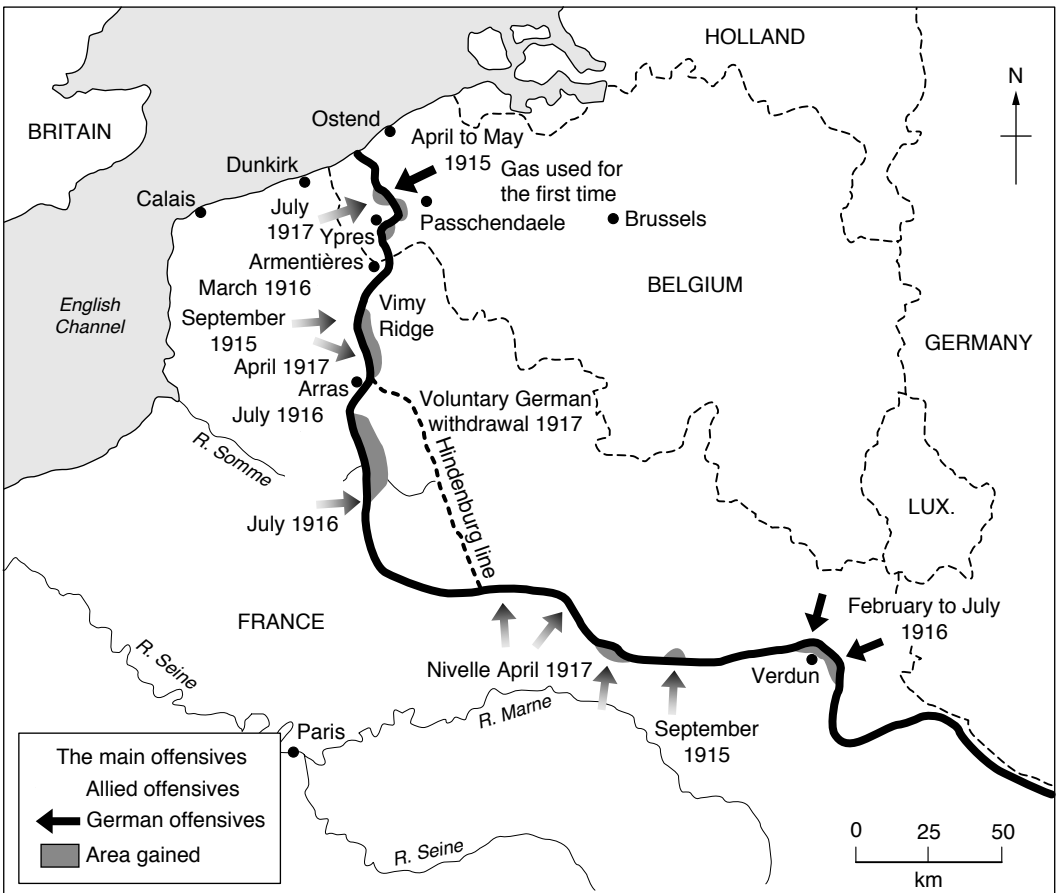 HOLLAND
N
BRITAIN
Ostend
April to May
1915
Gas used for
the first time
Dunkirk
Calais
July
1917
Passchendaele
Brussels
Ypres
Armentières
March 1916
BELGIUM
English
Channel
Vimy
Ridge
September
1915
GERMANY
April 1917
Arras
July 1916
Voluntary German
withdrawal 1917
R. Somme
Hindenburg line
LUX.
July 1916
FRANCE
February to July
1916
R. Seine
Nivelle April 1917
Verdun
R. Marne
September
1915
Paris
The main offensives
Allied offensives
German offensives
Area gained
R. Seine
0 25 50
km